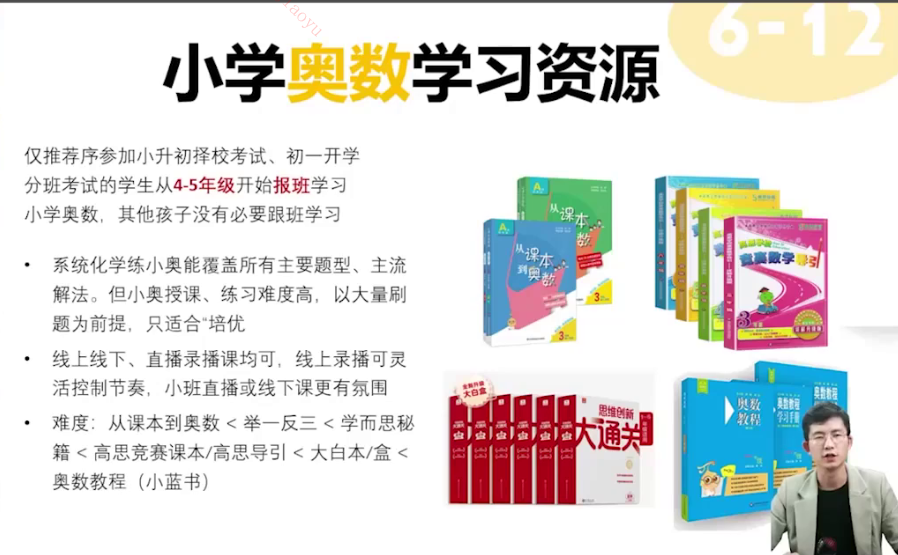 6-12
小学奥数学习资源
仅推荐序参加小升初择校考试、初一开学
分班考试的学生从4-5年级开始报班学习
小学奥数，其他孩子没有必要跟班学习
• 系统化学练小奥能覆盖所有主要题型、主流
解法。但小奥授课、练习难度高，以大量刷
题为前提，只适合“培优
• 线上线下、直播录播课均可，线上录播可灵
活控制节奏，小班直播或线下课更有氛围
• 难度：从课本到奥数 < 举一反三 < 学而思秘
籍 < 高思竞赛课本/高思导引 < 大白本/盒 <
奥数教程（小蓝书）
从课本到奥数
从课本到奥数
3
3
导引
3
大白盒
思维创新
大通关
奥数
教程
奥数教程
学习手册
奥数教程